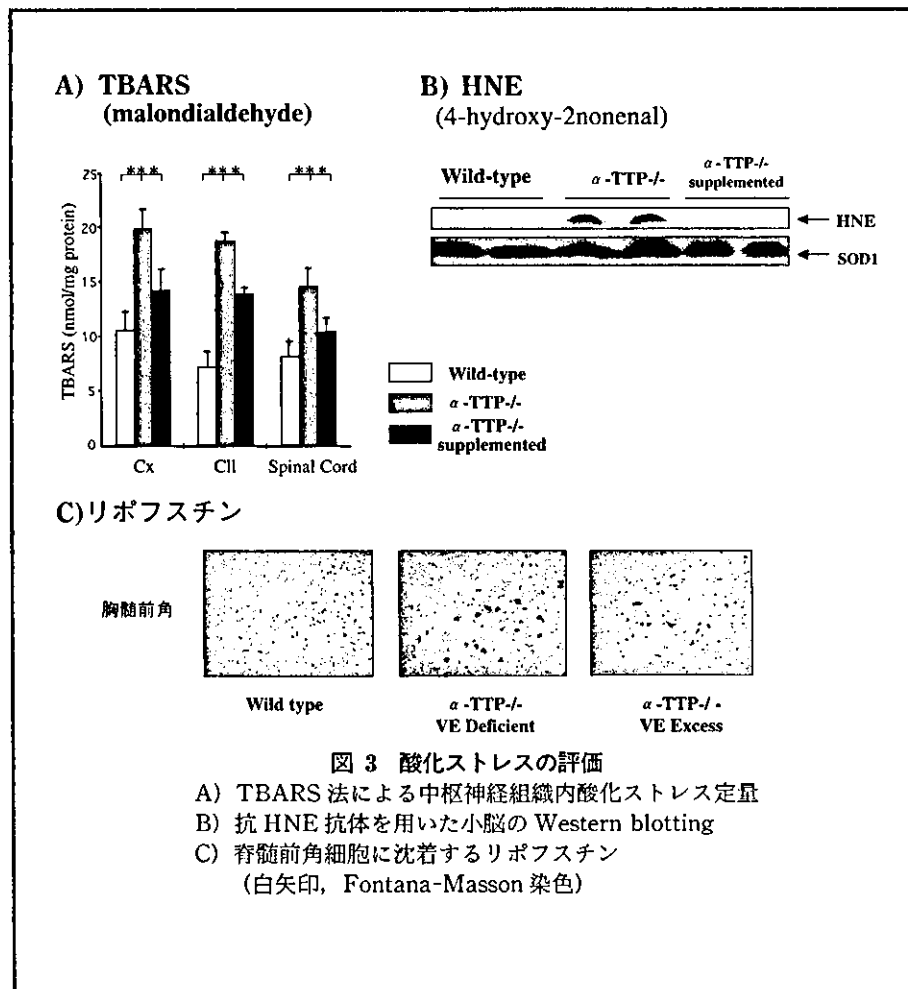 A) TBARS
(malondialdehyde)
B) HNE
(4-hydroxy-2nonenal)
TBARS (nmol/mg protein)
25
20
15
10
5
0
***
***
***
Cx
Cll
Spinal Cord
Wild-type
α-TTP-/-
α-TTP-/-
supplemented
HNE
SOD1
Wild-type
α-TTP-/-
α-TTP-/-
supplemented
C)リポフスチン
胸髄前角
Wild type
α-TTP-/-
VE Deficient
α-TTP-/-
VE Excess
図 3 酸化ストレスの評価
A) TBARS 法による中枢神経組織内酸化ストレス定量
B) 抗 HNE 抗体を用いた小脳の Western blotting
C) 脊髄前角細胞に沈着するリポフスチン
(白矢印, Fontana-Masson 染色)